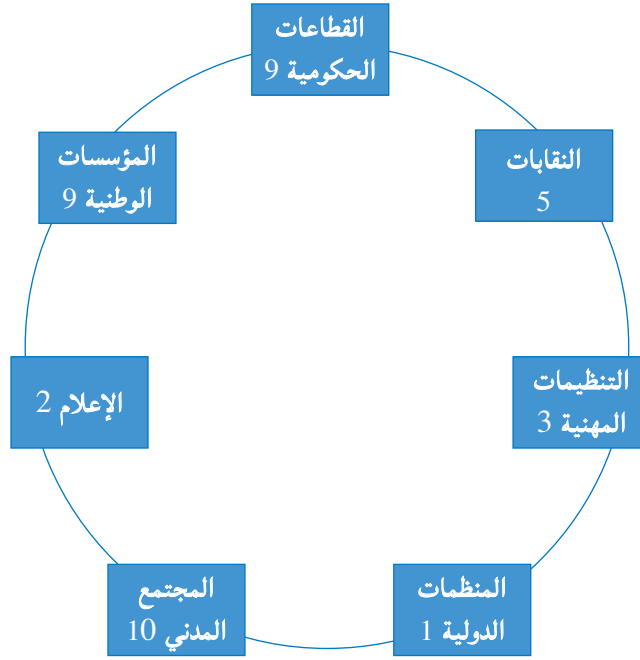 القطاعات
الحكومية 9
النقابات
5
التنظيمات
المهنية 3
المنظمات
الدولية 1
المجتمع
المدني 10
الإعلام 2
المؤسسات
الوطنية 9